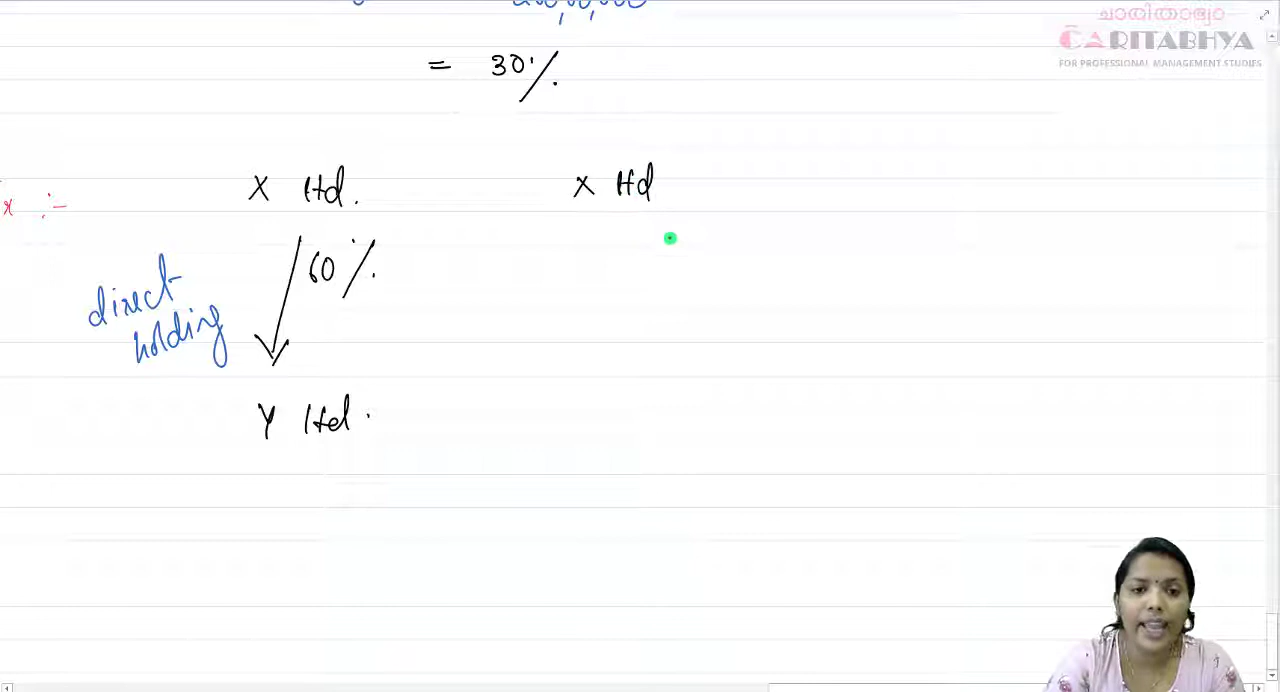 ചാരിതാഭ്യം
CARITABHYA
FOR PROFESSIONAL MANAGEMENT STUDIES
= 30%
x :-
X ltd. X ltd
60%.
direct
holding
Y ltd.